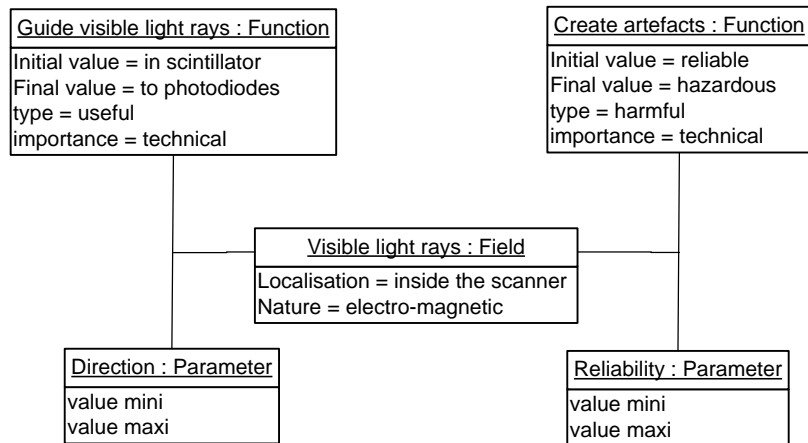 Guide visible light rays : Function
Initial value = in scintillator
Final value = to photodiodes
type = useful
importance = technical
Create artefacts : Function
Initial value = reliable
Final value = hazardous
type = harmful
importance = technical
Visible light rays : Field
Localisation = inside the scanner
Nature = electro-magnetic
Direction : Parameter
value mini
value maxi
Reliability : Parameter
value mini
value maxi